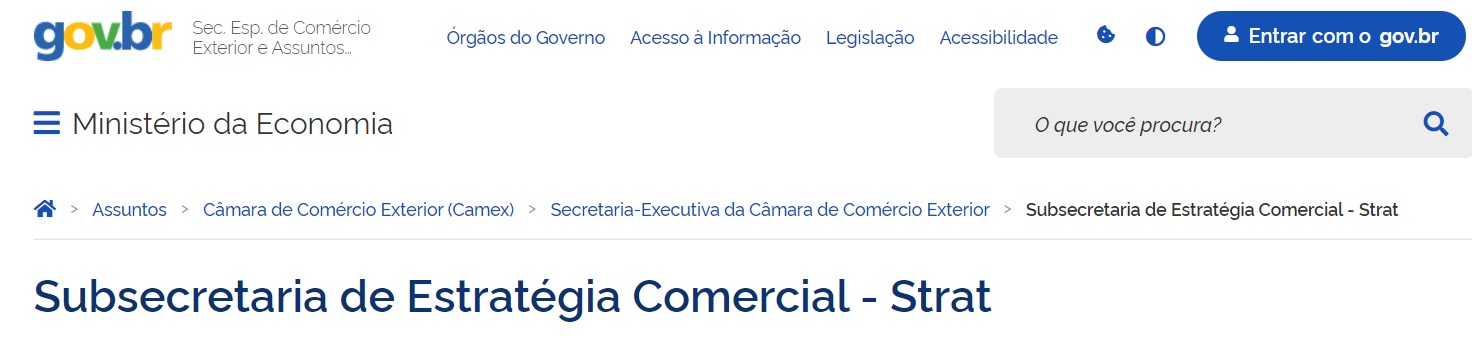 gov.br
Sec. Esp. de Comércio
Exterior e Assuntos...
Órgãos do Governo Acesso à Informação Legislação Acessibilidade
Entrar com o gov.br
Ministério da Economia
O que você procura?
> Assuntos > Câmara de Comércio Exterior (Camex) > Secretaria-Executiva da Câmara de Comércio Exterior > Subsecretaria de Estratégia Comercial - Strat
Subsecretaria de Estratégia Comercial - Strat